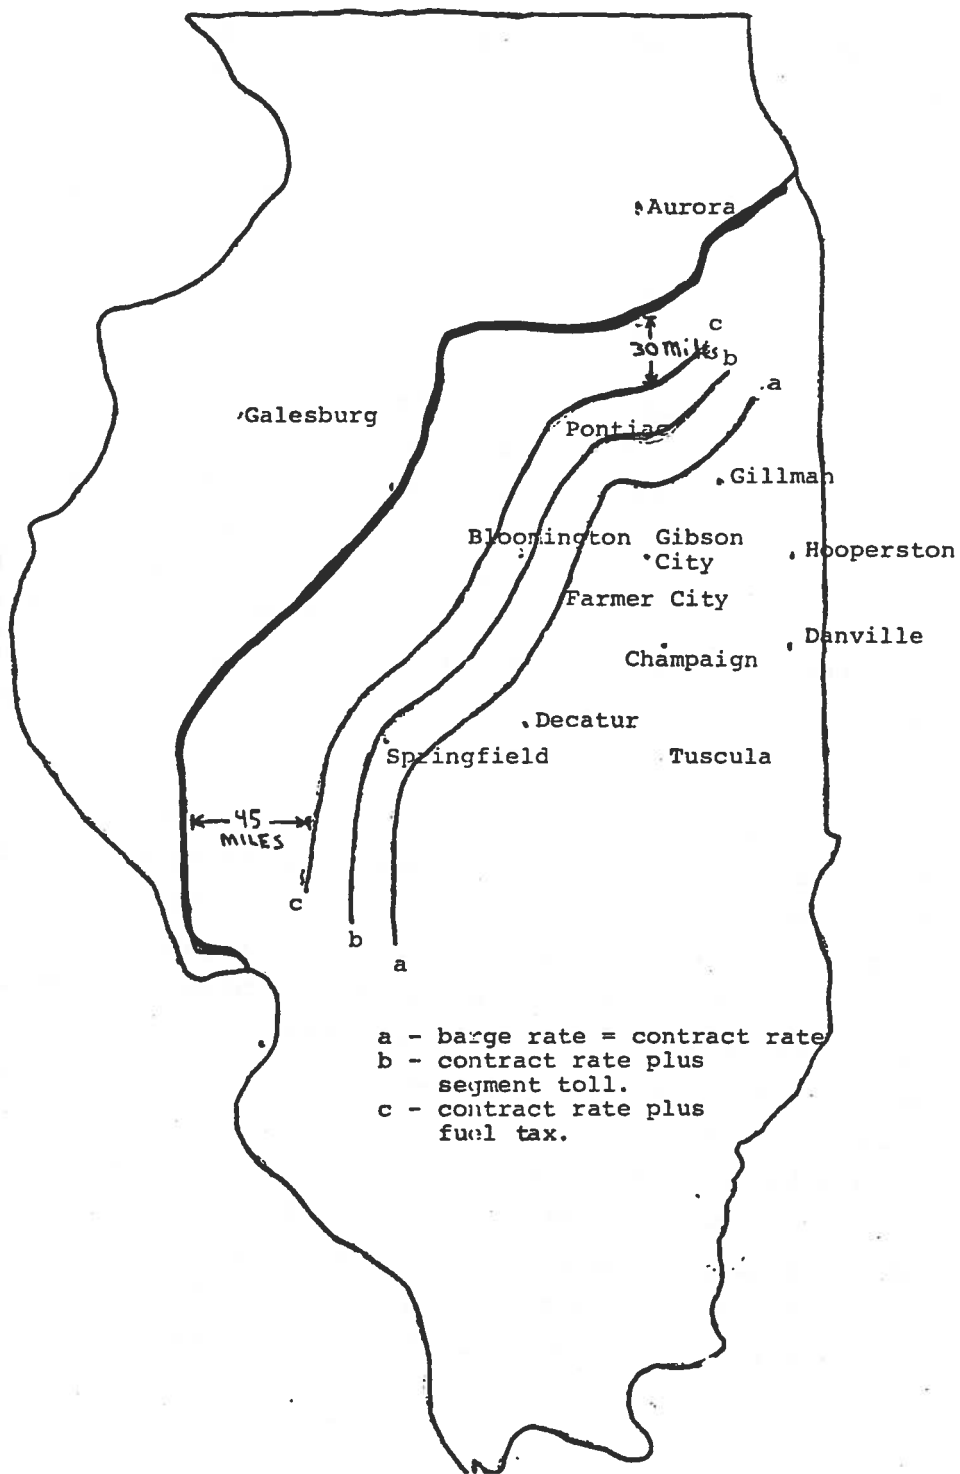 Aurora
c
30 Miles
b
a
Galesburg
Pontiac
Gillman
Bloomington Gibson
City
Hooperston
Farmer City
Danville
Champaign
Decatur
Springfield
Tuscula
45
MILES
c
b
a
a - barge rate = contract rate
b - contract rate plus
segment toll.
c - contract rate plus
fuel tax.